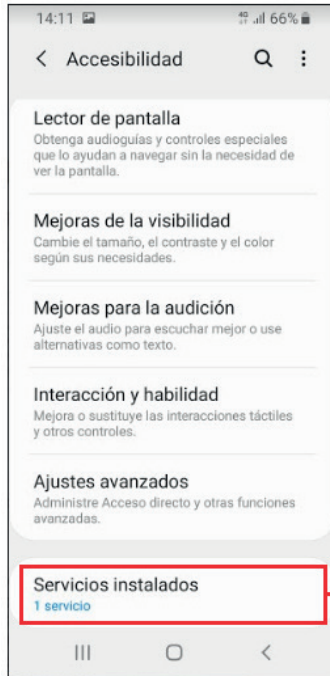 14:11 66%
Accesibilidad
Lector de pantalla
Obtenga audioguías y controles especiales
que lo ayudan a navegar sin la necesidad de
ver la pantalla.
Mejoras de la visibilidad
Cambie el tamaño, el contraste y el color
según sus necesidades.
Mejoras para la audición
Ajuste el audio para escuchar mejor o use
alternativas como texto.
Interacción y habilidad
Mejora o sustituye las interacciones táctiles
y otros controles.
Ajustes avanzados
Administre Acceso directo y otras funciones
avanzadas.
Servicios instalados
1 servicio